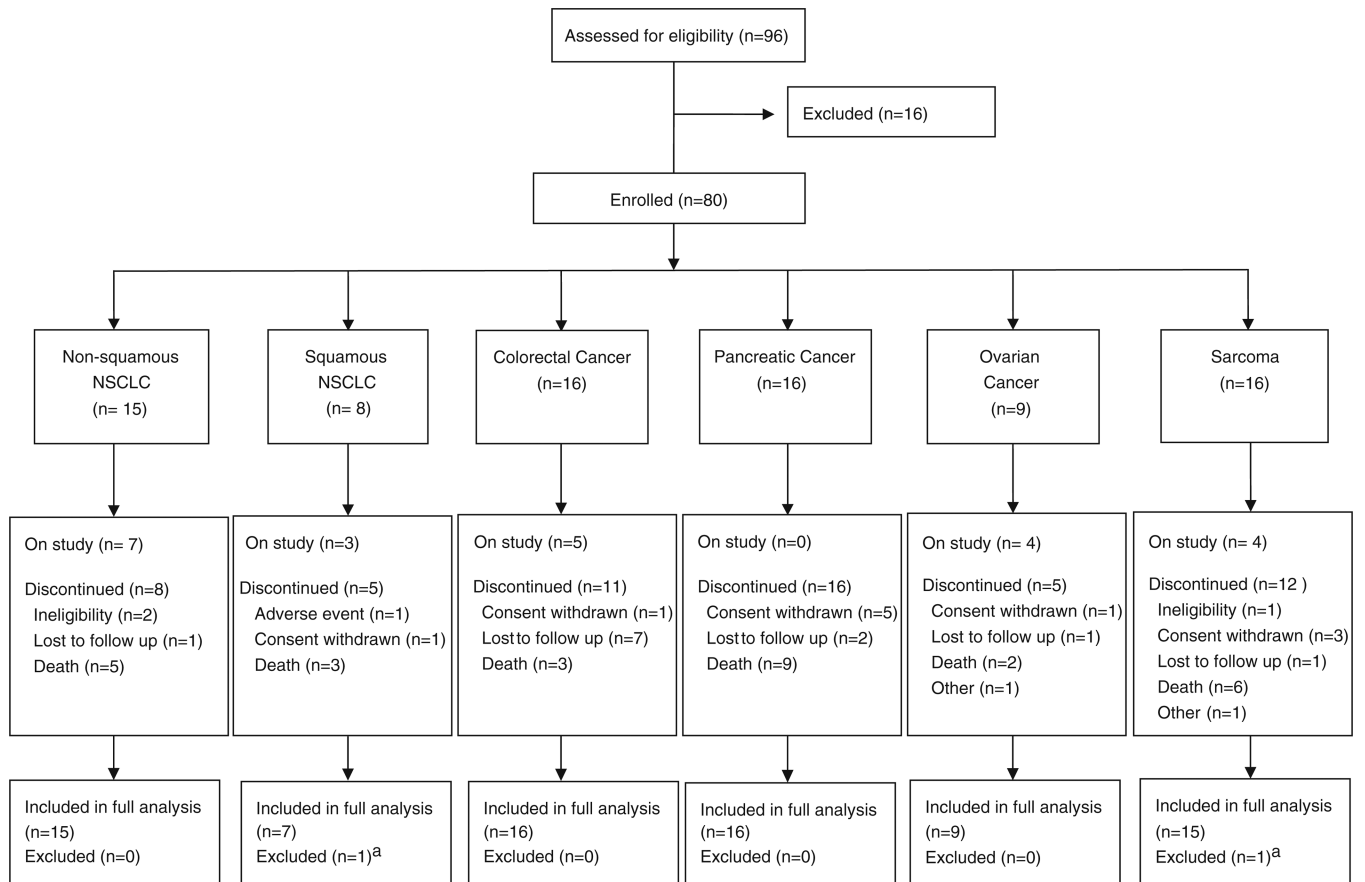 Assessed for eligibility (n=96)
Excluded (n=16)
Enrolled (n=80)
Non-squamous
NSCLC
(n= 15)
Squamous
NSCLC
(n= 8)
Colorectal Cancer
(n=16)
Pancreatic Cancer
(n=16)
Ovarian
Cancer
(n=9)
Sarcoma
(n=16)
On study (n= 7)
Discontinued (n=8)
Ineligibility (n=2)
Lost to follow up (n=1)
Death (n=5)
On study (n=3)
Discontinued (n=5)
Adverse event (n=1)
Consent withdrawn (n=1)
Death (n=3)
On study (n=5)
Discontinued (n=11)
Consent withdrawn (n=1)
Lost to follow up (n=7)
Death (n=3)
On study (n=0)
Discontinued (n=16)
Consent withdrawn (n=5)
Lost to follow up (n=2)
Death (n=9)
On study (n= 4)
Discontinued (n=5)
Consent withdrawn (n=1)
Lost to follow up (n=1)
Death (n=2)
Other (n=1)
On study (n= 4)
Discontinued (n=12 )
Ineligibility (n=1)
Consent withdrawn (n=3)
Lost to follow up (n=1)
Death (n=6)
Other (n=1)
Included in full analysis
(n=15)
Excluded (n=0)
Included in full analysis
(n=7)
Excluded (n=1)a
Included in full analysis
(n=16)
Excluded (n=0)
Included in full analysis
(n=16)
Excluded (n=0)
Included in full analysis
(n=9)
Excluded (n=0)
Included in full analysis
(n=15)
Excluded (n=1)a